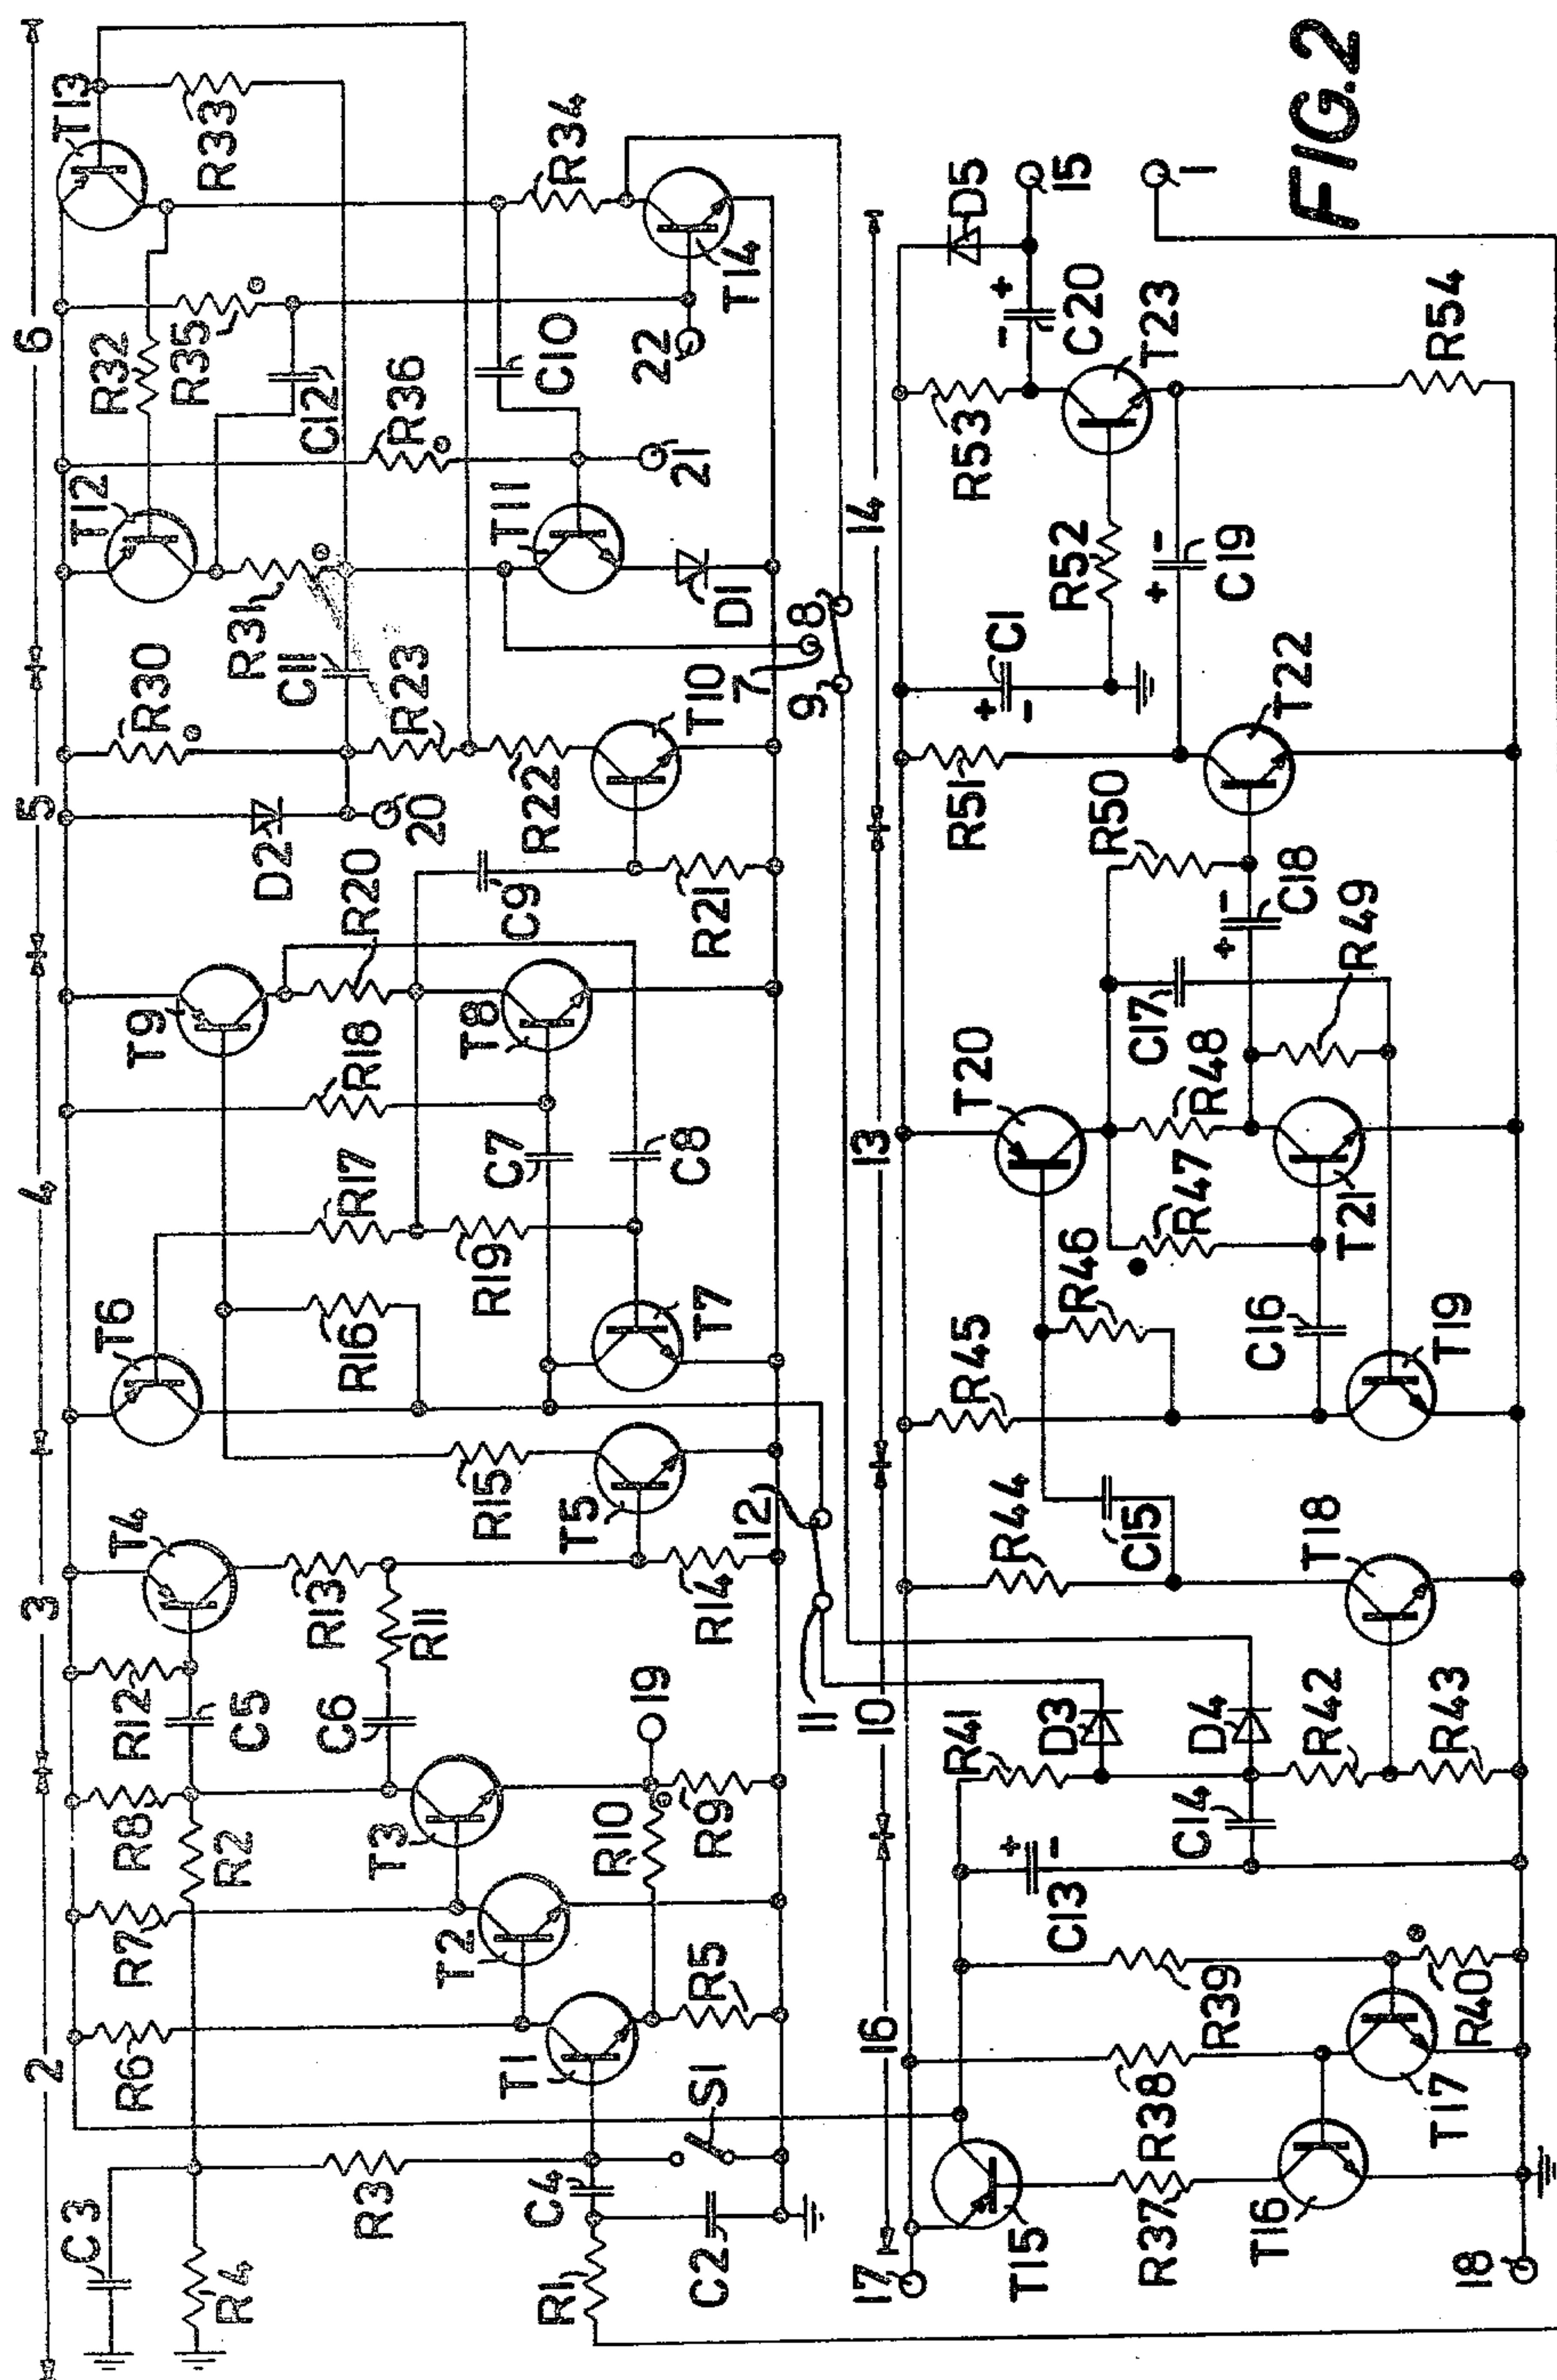 2
3
4
5
6
C3
R4
R3
R1
C4
C2
S1
R6
R7
R8
R2
T1
T2
T3
R5
R10
R9
19
R12
C5
C6
R11
T4
R13
R14
T5
R15
T6
R16
R17
R18
R19
T7
C7
C8
T8
T9
R20
C9
R21
D2
20
R30
R23
R22
T10
C11
R31
T12
R32
R35
C12
R36
T11
D1
21
C10
22
T13
R33
R34
T14
7
8
9
11
12
16
10
13
14
17
T15
R37
T16
R38
T17
R39
R40
18
C13
+
-
C14
R41
D3
D4
R42
R43
R44
T18
C15
R45
R46
C16
T19
T20
R47
R48
T21
C17
R49
C18
+
-
R50
R51
T22
C1
+
-
R52
C19
+
-
R53
T23
C20
-
+
D5
15
1
R54
FIG.2